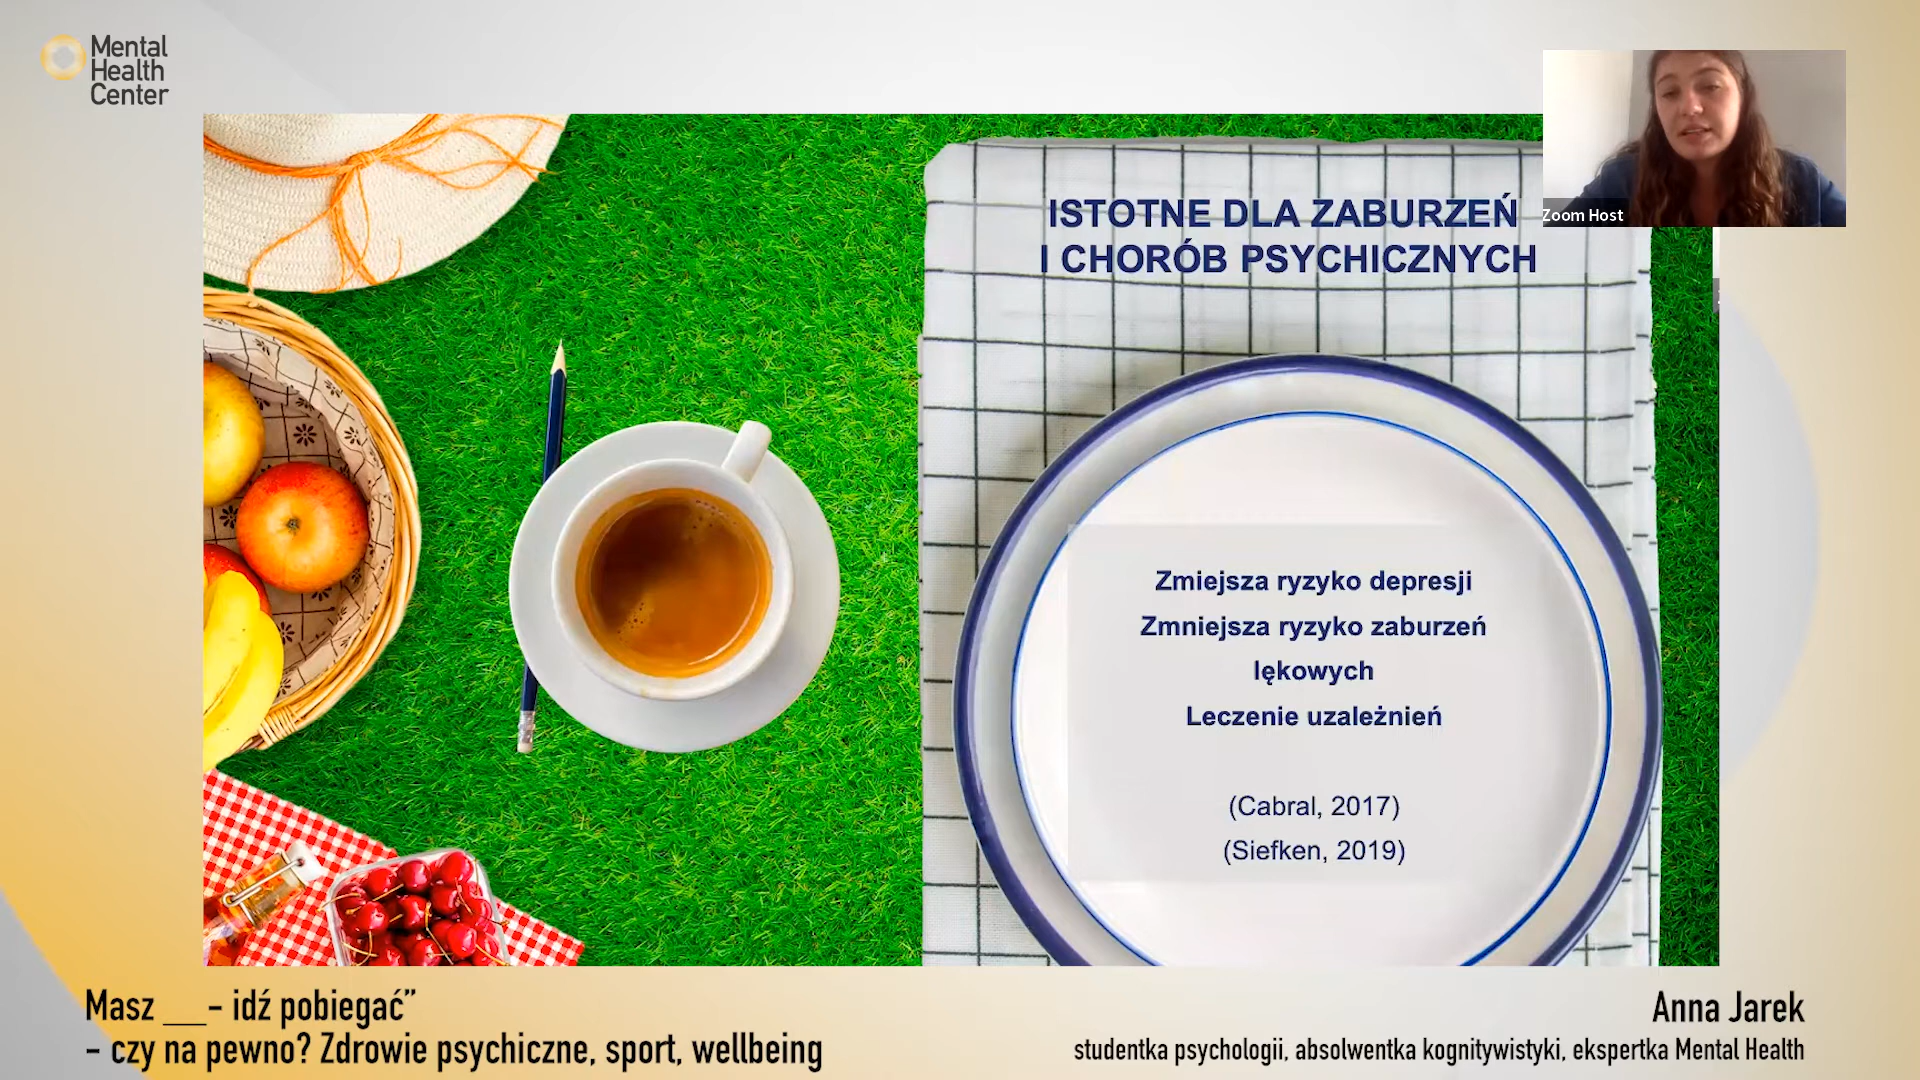 Mental
Health
Center
Zoom Host
ISTOTNE DLA ZABURZEŃ
I CHORÓB PSYCHICZNYCH
Zmiejsza ryzyko depresji
Zmniejsza ryzyko zaburzeń
lękowych
Leczenie uzależnień
(Cabral, 2017)
(Siefken, 2019)
Masz __- idź pobiegać”
- czy na pewno? Zdrowie psychiczne, sport, wellbeing
Anna Jarek
studentka psychologii, absolwentka kognitywistyki, ekspertka Mental Health